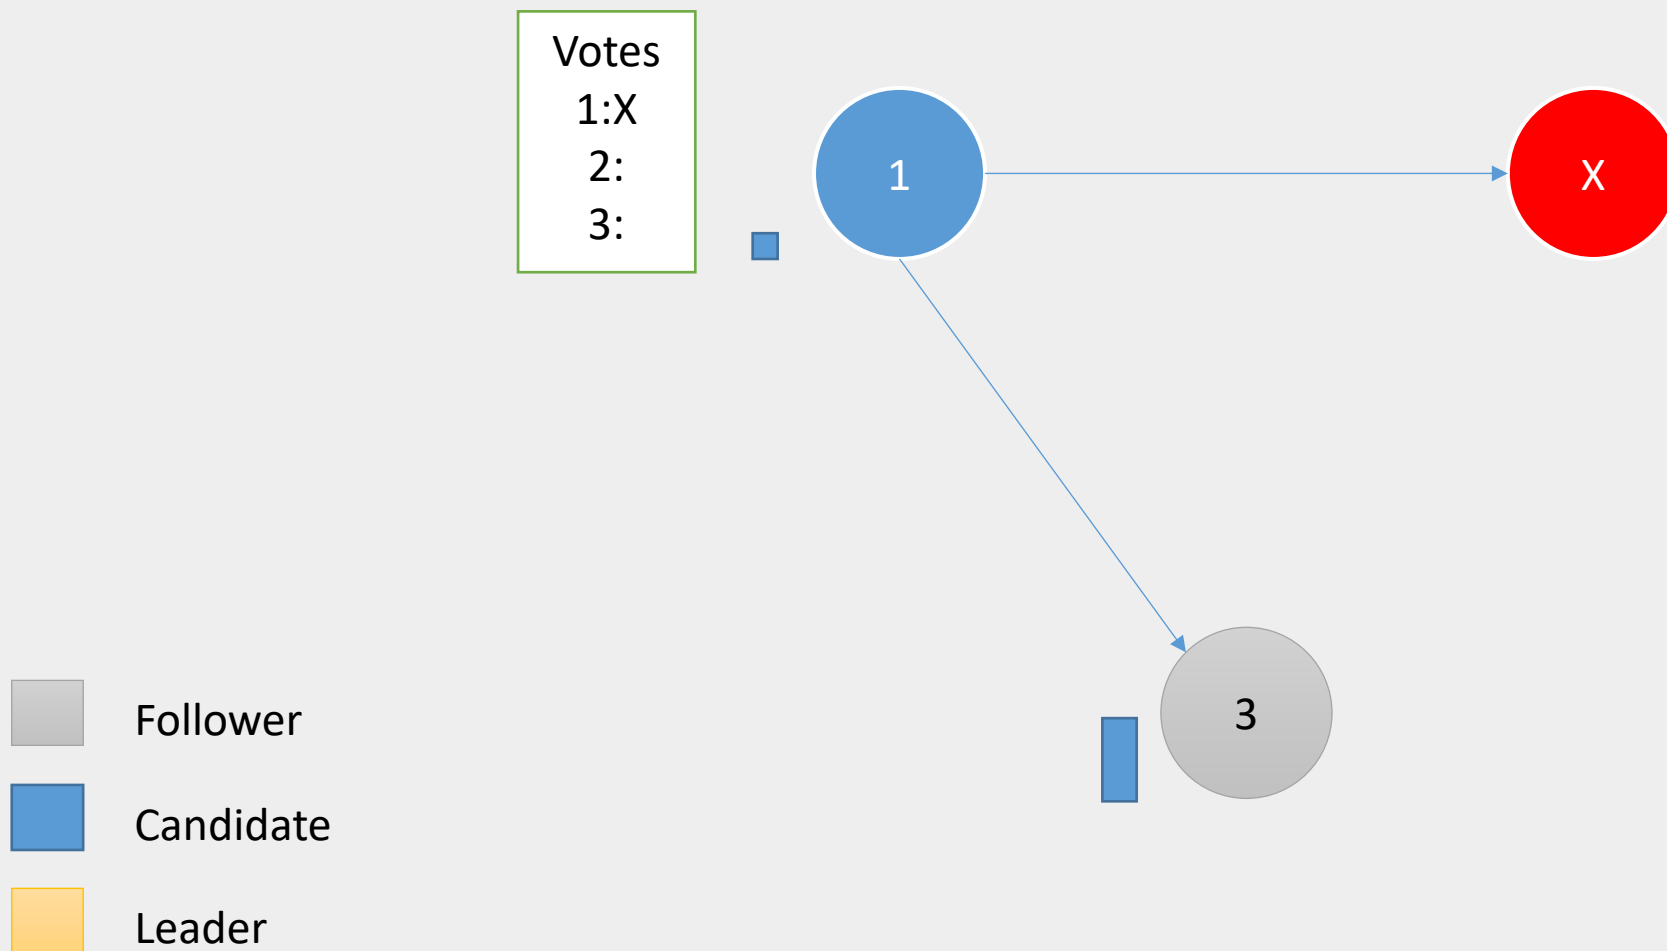 Votes
1:X
2:
3:
1
X
3
Follower
Candidate
Leader